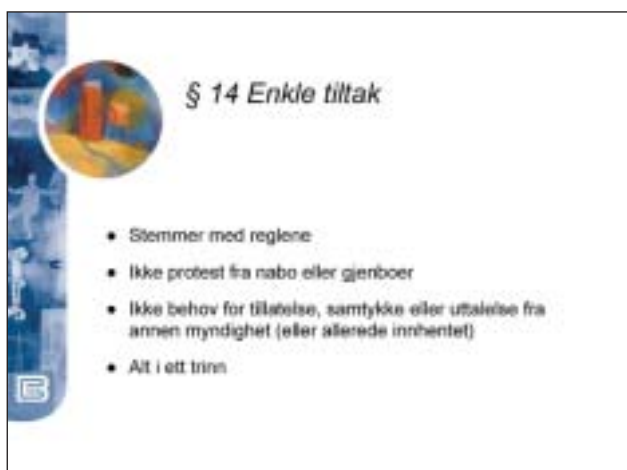 § 14 Enkle tiltak
• Stemmer med reglene
• Ikke protest fra nabo eller gjenboer
• Ikke behov for tillatelse, samtykke eller uttalelse fra
annen myndighet (eller allerede innhentet)
• Alt i ett trinn